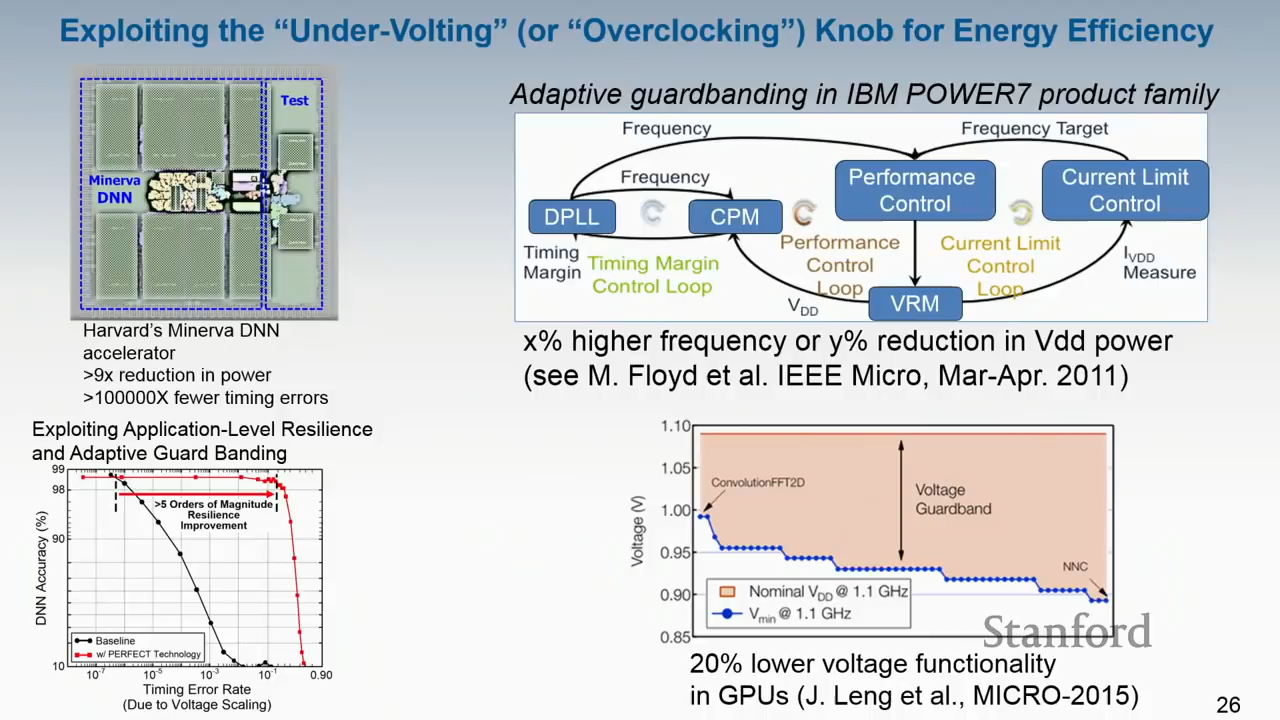 Exploiting the “Under-Volting” (or “Overclocking”) Knob for Energy Efficiency
Test
Minerva
DNN
Harvard’s Minerva DNN
accelerator
>9x reduction in power
>100000X fewer timing errors
Exploiting Application-Level Resilience
and Adaptive Guard Banding
99
98
90
10
DNN Accuracy (%)
>5 Orders of Magnitude
Resilience
Improvement
Baseline
w/ PERFECT Technology
10-7
10-5
10-3
10-1
0.90
Timing Error Rate
(Due to Voltage Scaling)
Adaptive guardbanding in IBM POWER7 product family
Frequency
Frequency Target
Frequency
Performance
Control
Current Limit
Control
DPLL
CPM
Timing
Margin
Timing Margin
Control Loop
Performance
Control
Loop
Current Limit
Control
Loop
IVDD
Measure
VDD
VRM
x% higher frequency or y% reduction in Vdd power
(see M. Floyd et al. IEEE Micro, Mar-Apr. 2011)
1.10
1.05
1.00
0.95
0.90
0.85
Voltage (V)
ConvolutionFFT2D
Voltage
Guardband
NNC
Nominal VDD @ 1.1 GHz
Vmin @ 1.1 GHz
Stanford
20% lower voltage functionality
in GPUs (J. Leng et al., MICRO-2015)
26